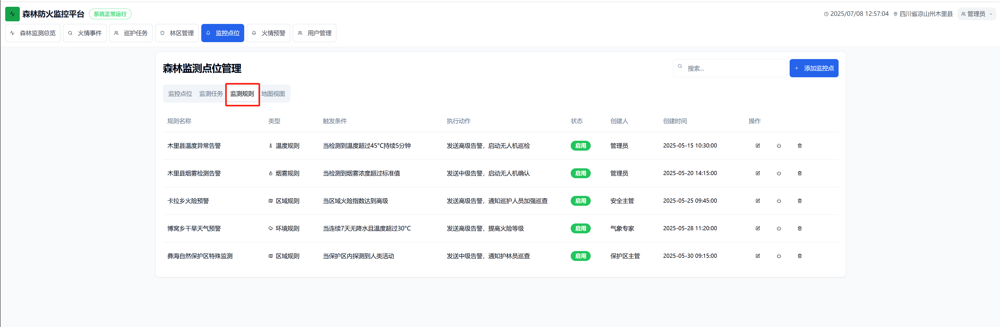 森林防火监控平台 系统正常运行 2025/07/08 12:57:04 四川省凉山州木里县 管理员
森林监测总览 火情事件 巡护任务 林区管理 监控点位 火情预警 用户管理
森林监测点位管理 搜索... + 添加监控点
监控点位 监测任务 监测规则 地图视图
规则名称 类型 触发条件 执行动作 状态 创建人 创建时间 操作
木里县温度异常告警 温度规则 当检测到温度超过45°C持续5分钟 发送高级告警，启动无人机巡检 启用 管理员 2025-05-15 10:30:00
木里县烟雾检测告警 烟雾规则 当检测到烟雾浓度超过标准值 发送中级告警，启动无人机确认 启用 管理员 2025-05-20 14:15:00
卡拉乡火险预警 区域规则 当区域火险指数达到高级 发送高级告警，通知巡护人员加强巡查 启用 安全主管 2025-05-25 09:45:00
博窝乡干旱天气预警 环境规则 当连续7天无降水且温度超过30°C 发送高级告警，提高火险等级 启用 气象专家 2025-05-28 11:20:00
彝海自然保护区特殊监测 区域规则 当保护区内探测到人类活动 发送中级告警，通知护林员巡查 启用 保护区主管 2025-05-30 09:15:00